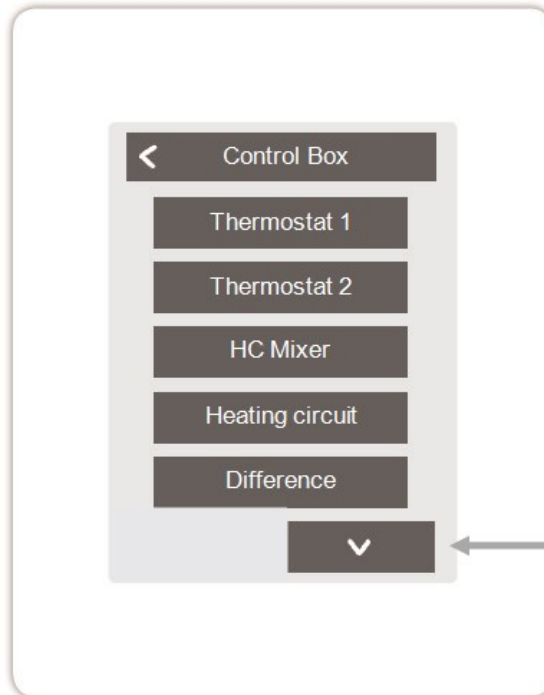 Control Box
Thermostat 1
Thermostat 2
HC Mixer
Heating circuit
Difference